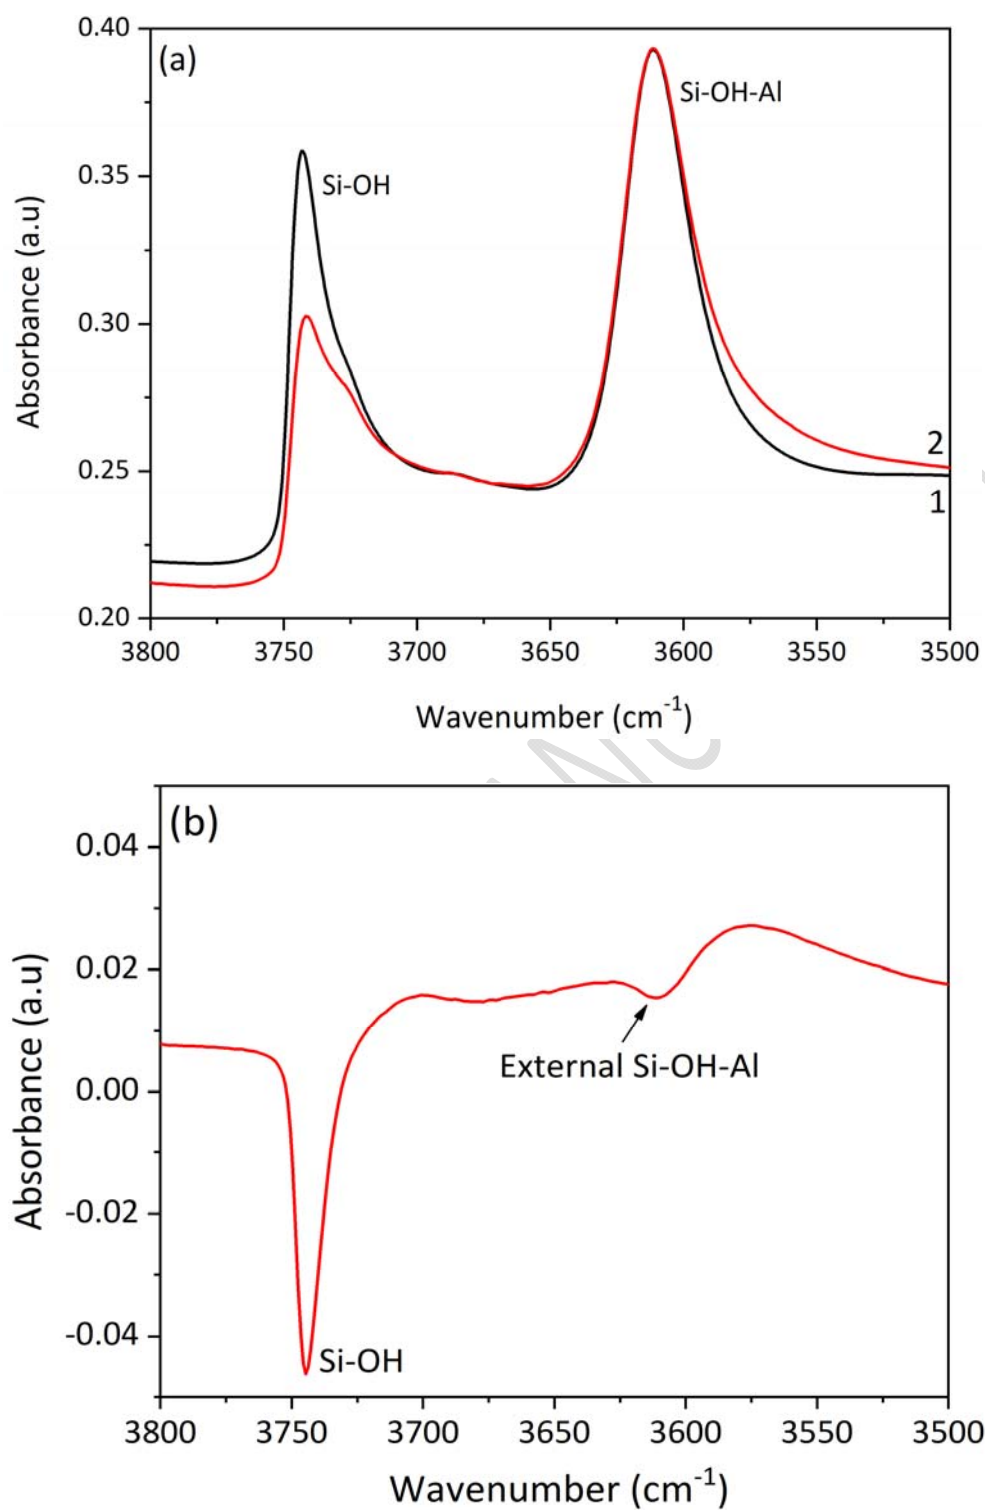 (a)
0.40
0.35
0.30
0.25
0.20
Absorbance (a.u)
Si-OH
Si-OH-Al
2
1
3800 3750 3700 3650 3600 3550 3500
Wavenumber (cm⁻¹)
(b)
0.04
0.02
0.00
-0.02
-0.04
Absorbance (a.u)
External Si-OH-Al
Si-OH
3800 3750 3700 3650 3600 3550 3500
Wavenumber (cm⁻¹)